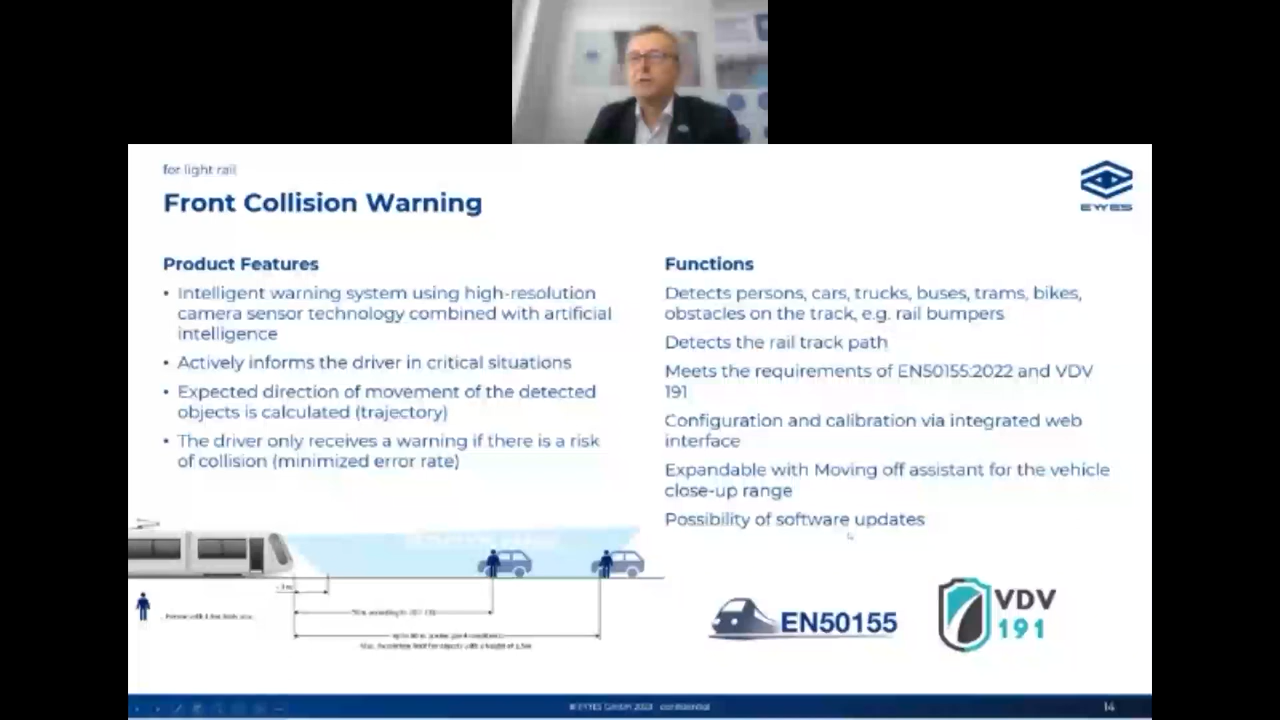 for light rail
Front Collision Warning
EYYES
Product Features
• Intelligent warning system using high-resolution
camera sensor technology combined with artificial
intelligence
• Actively informs the driver in critical situations
• Expected direction of movement of the detected
objects is calculated (trajectory)
• The driver only receives a warning if there is a risk
of collision (minimized error rate)
Functions
Detects persons, cars, trucks, buses, trams, bikes,
obstacles on the track, e.g. rail bumpers
Detects the rail track path
Meets the requirements of EN50155:2022 and VDV
191
Configuration and calibration via integrated web
interface
Expandable with Moving off assistant for the vehicle
close-up range
Possibility of software updates
EN50155
VDV
191
© EYYES GmbH confidential
14